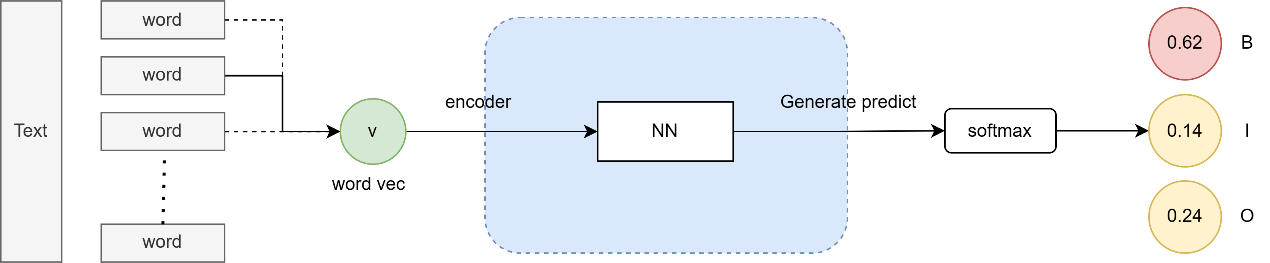 Text
word
word
word
word
v
word vec
encoder
NN
Generate predict
softmax
0.62
B
0.14
I
0.24
O